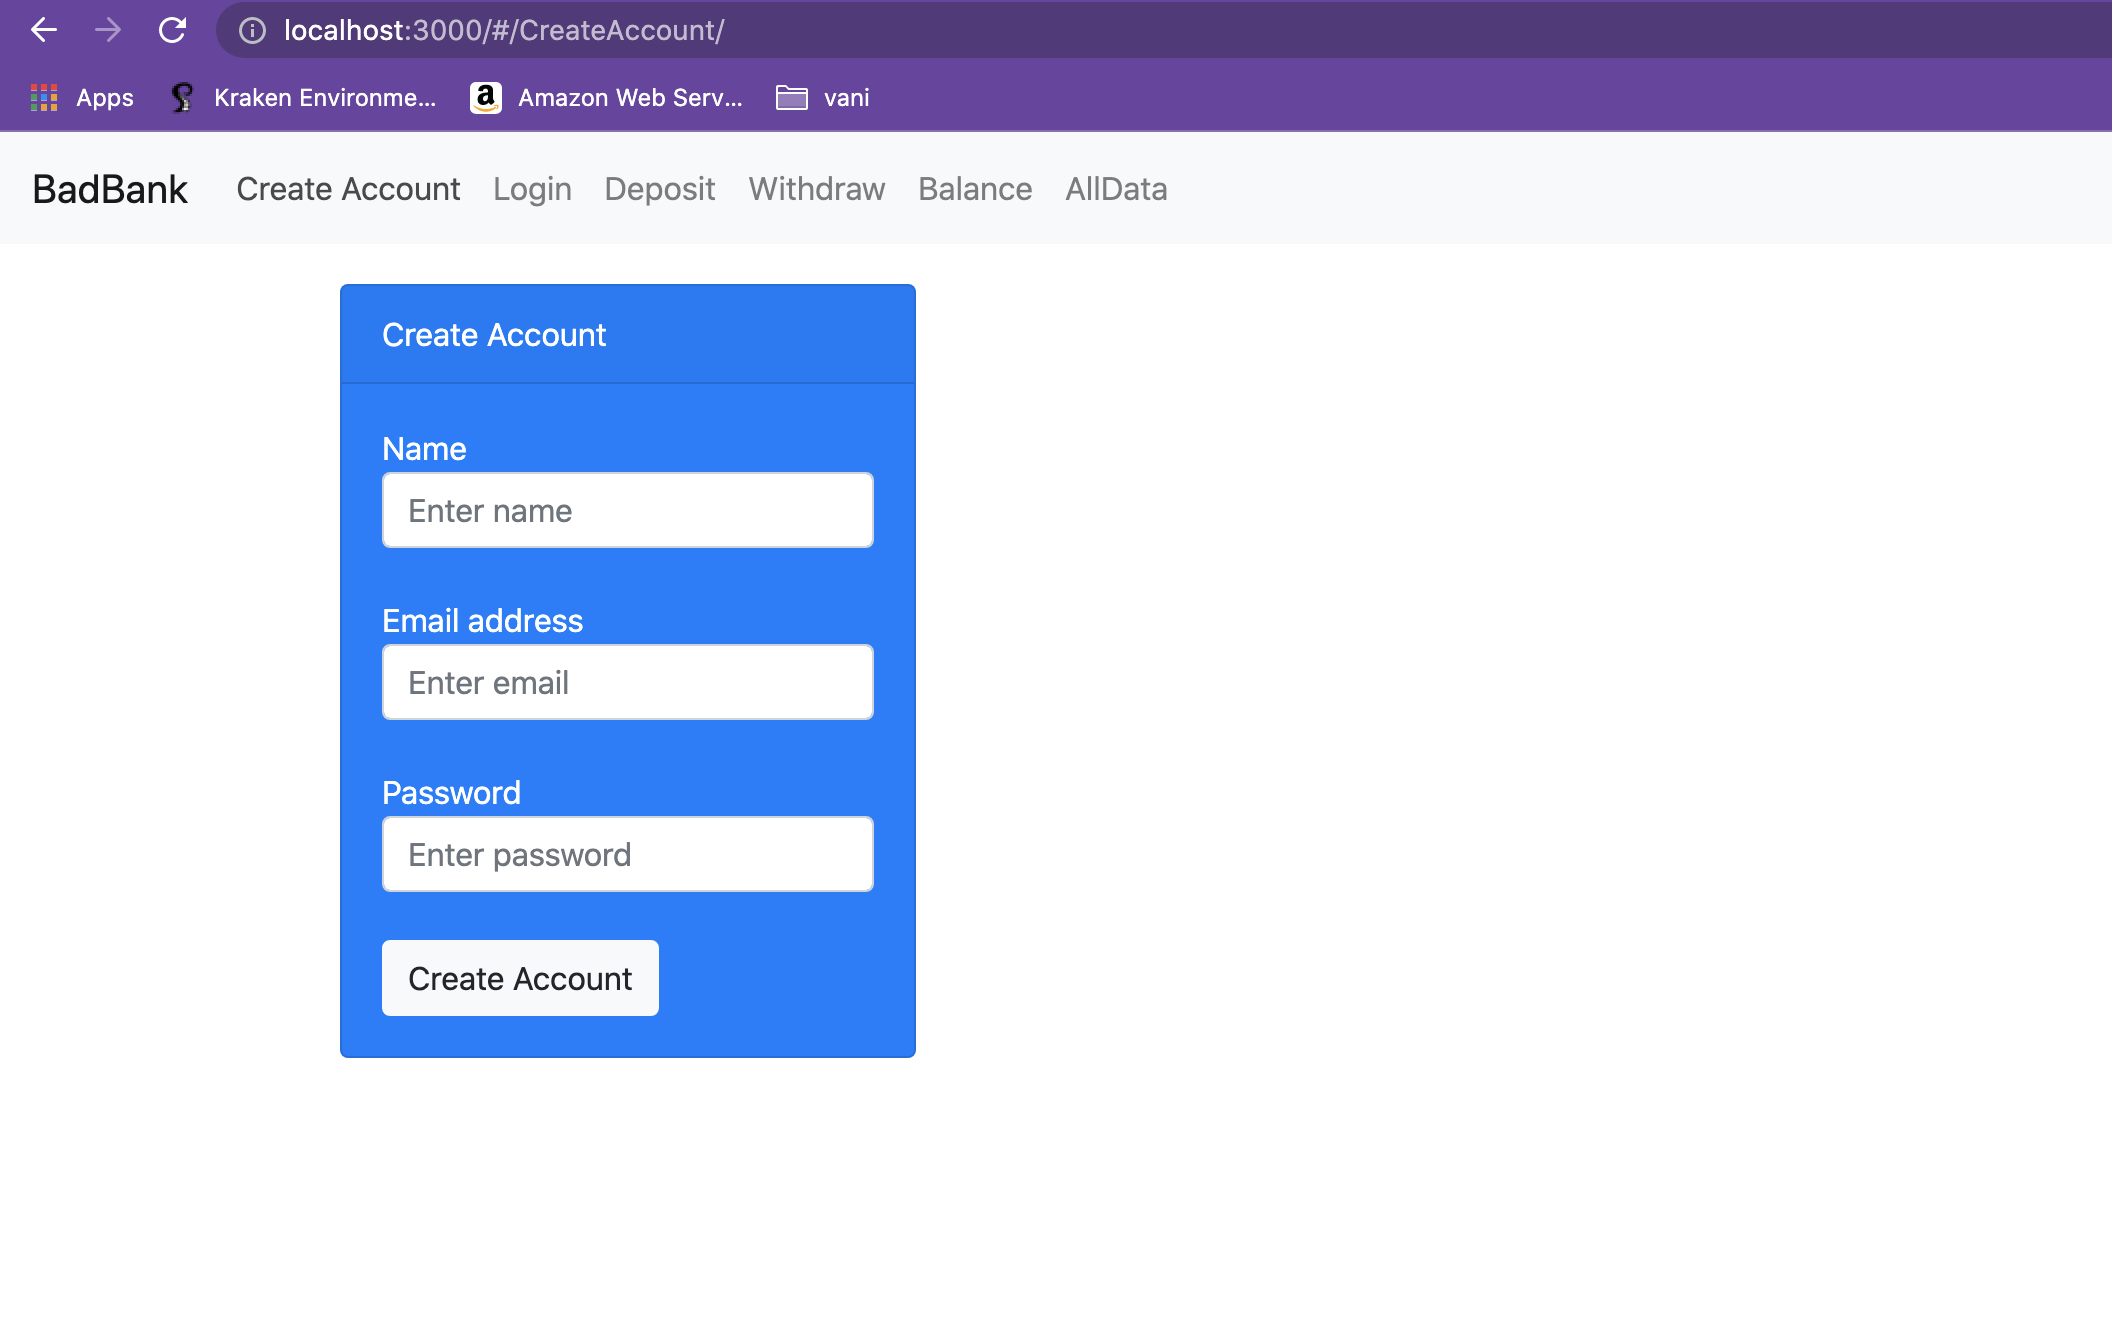 localhost:3000/#/CreateAccount/
Apps Kraken Environme... Amazon Web Serv... vani
BadBank Create Account Login Deposit Withdraw Balance AllData
Create Account
Name
Enter name
Email address
Enter email
Password
Enter password
Create Account